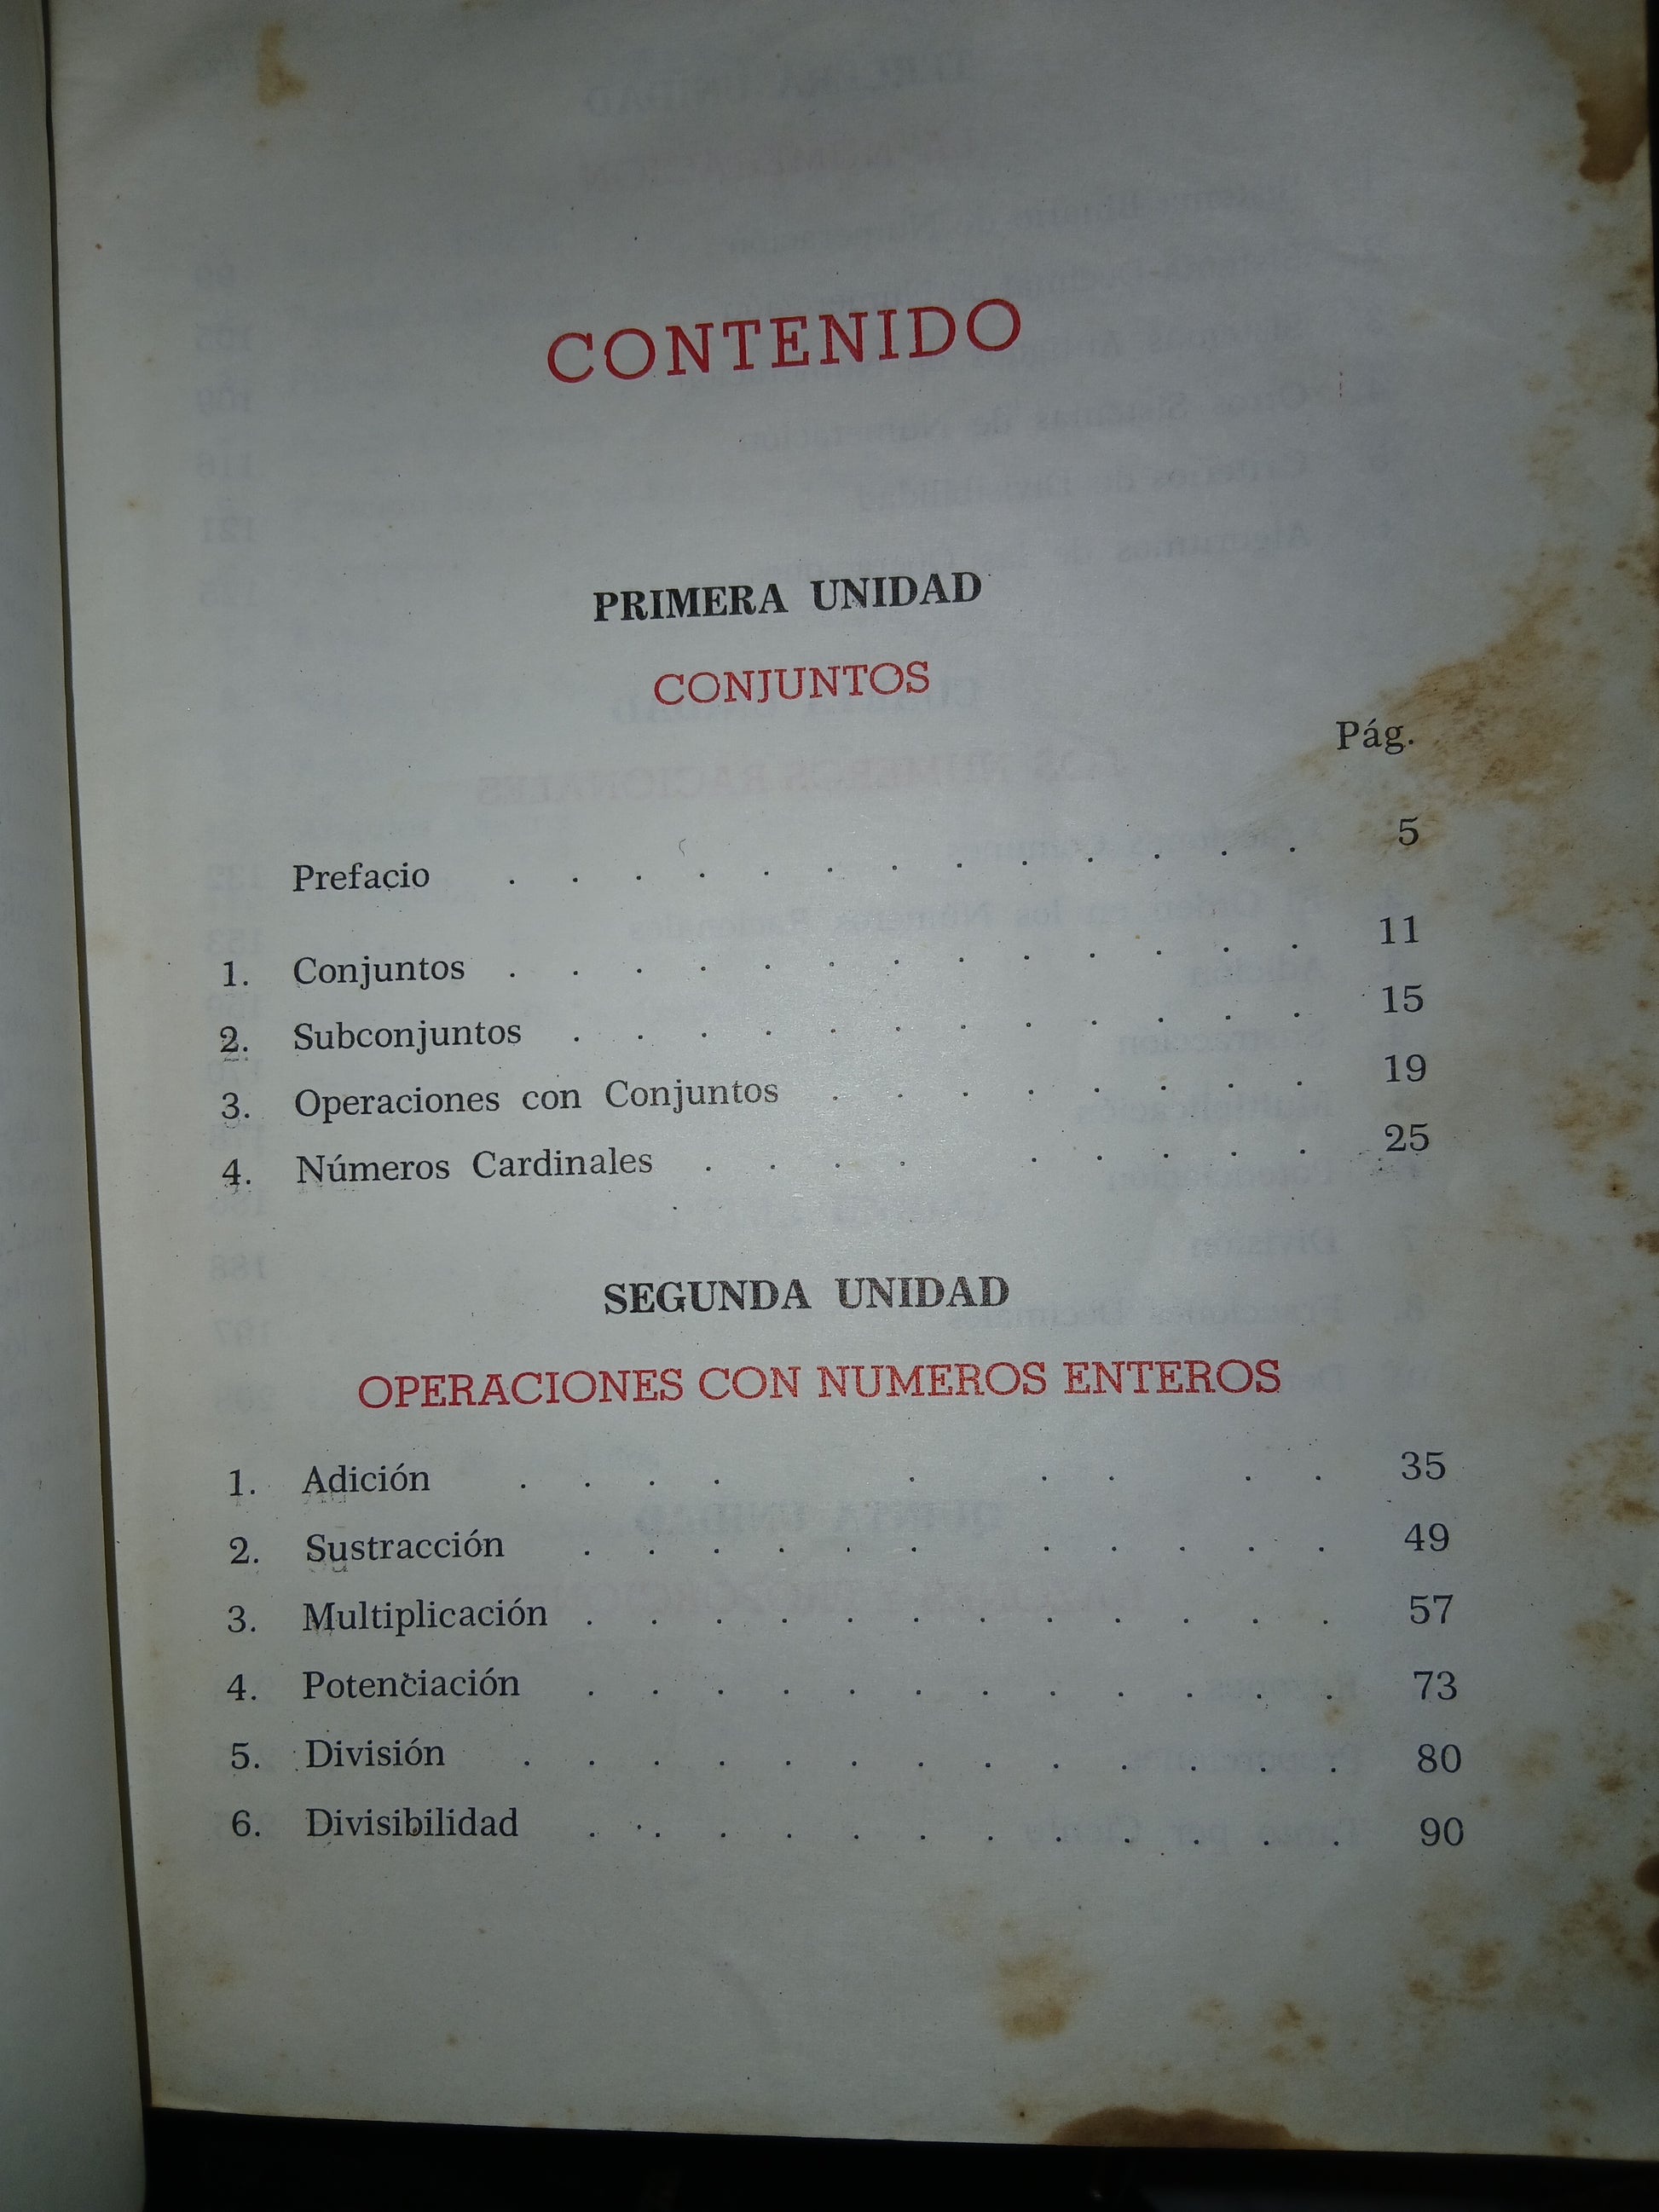 CONTENIDO
PRIMERA UNIDAD
CONJUNTOS
Pág.
Prefacio . . . . . . . . . . . . . 5
1. Conjuntos . . . . . . . . . . . . . 11
2. Subconjuntos . . . . . . . . . . . . 15
3. Operaciones con Conjuntos . . . . . . . . 19
4. Números Cardinales . . . . . . . . . 25
SEGUNDA UNIDAD
OPERACIONES CON NUMEROS ENTEROS
1. Adición . . . . . . . . . 35
2. Sustracción . . . . . . . . . . . 49
3. Multiplicación . . . . . . . . . . . . 57
4. Potenciación . . . . . . . . . . . . 73
5. División . . . . . . . . . . . . . 80
6. Divisibilidad . . . . . . . . . . . . 90